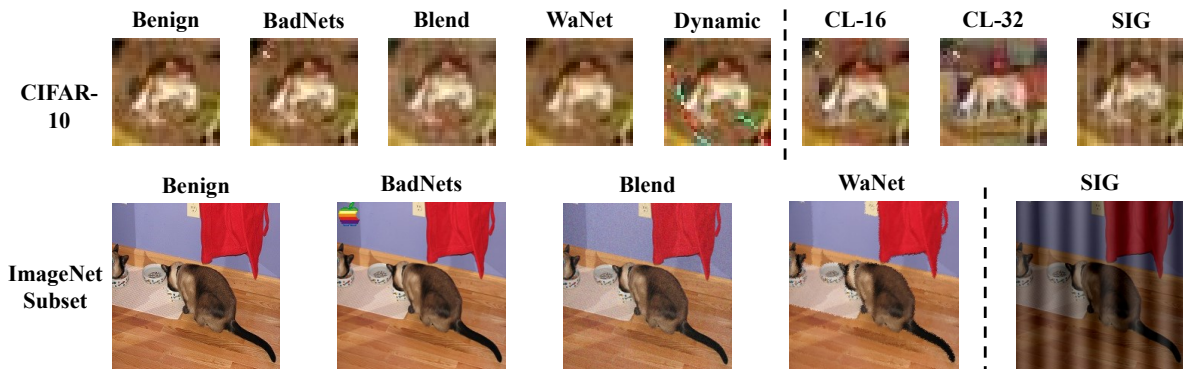 Benign BadNets Blend WaNet Dynamic CL-16 CL-32 SIG
CIFAR-
10
Benign BadNets Blend WaNet SIG
ImageNet
Subset